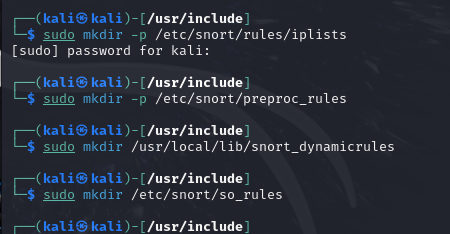 ┌──(kali㉿kali)-[/usr/include]
└─$ sudo mkdir -p /etc/snort/rules/iplists
[sudo] password for kali:
┌──(kali㉿kali)-[/usr/include]
└─$ sudo mkdir -p /etc/snort/preproc_rules
┌──(kali㉿kali)-[/usr/include]
└─$ sudo mkdir /usr/local/lib/snort_dynamicrules
┌──(kali㉿kali)-[/usr/include]
└─$ sudo mkdir /etc/snort/so_rules
┌──(kali㉿kali)-[/usr/include]